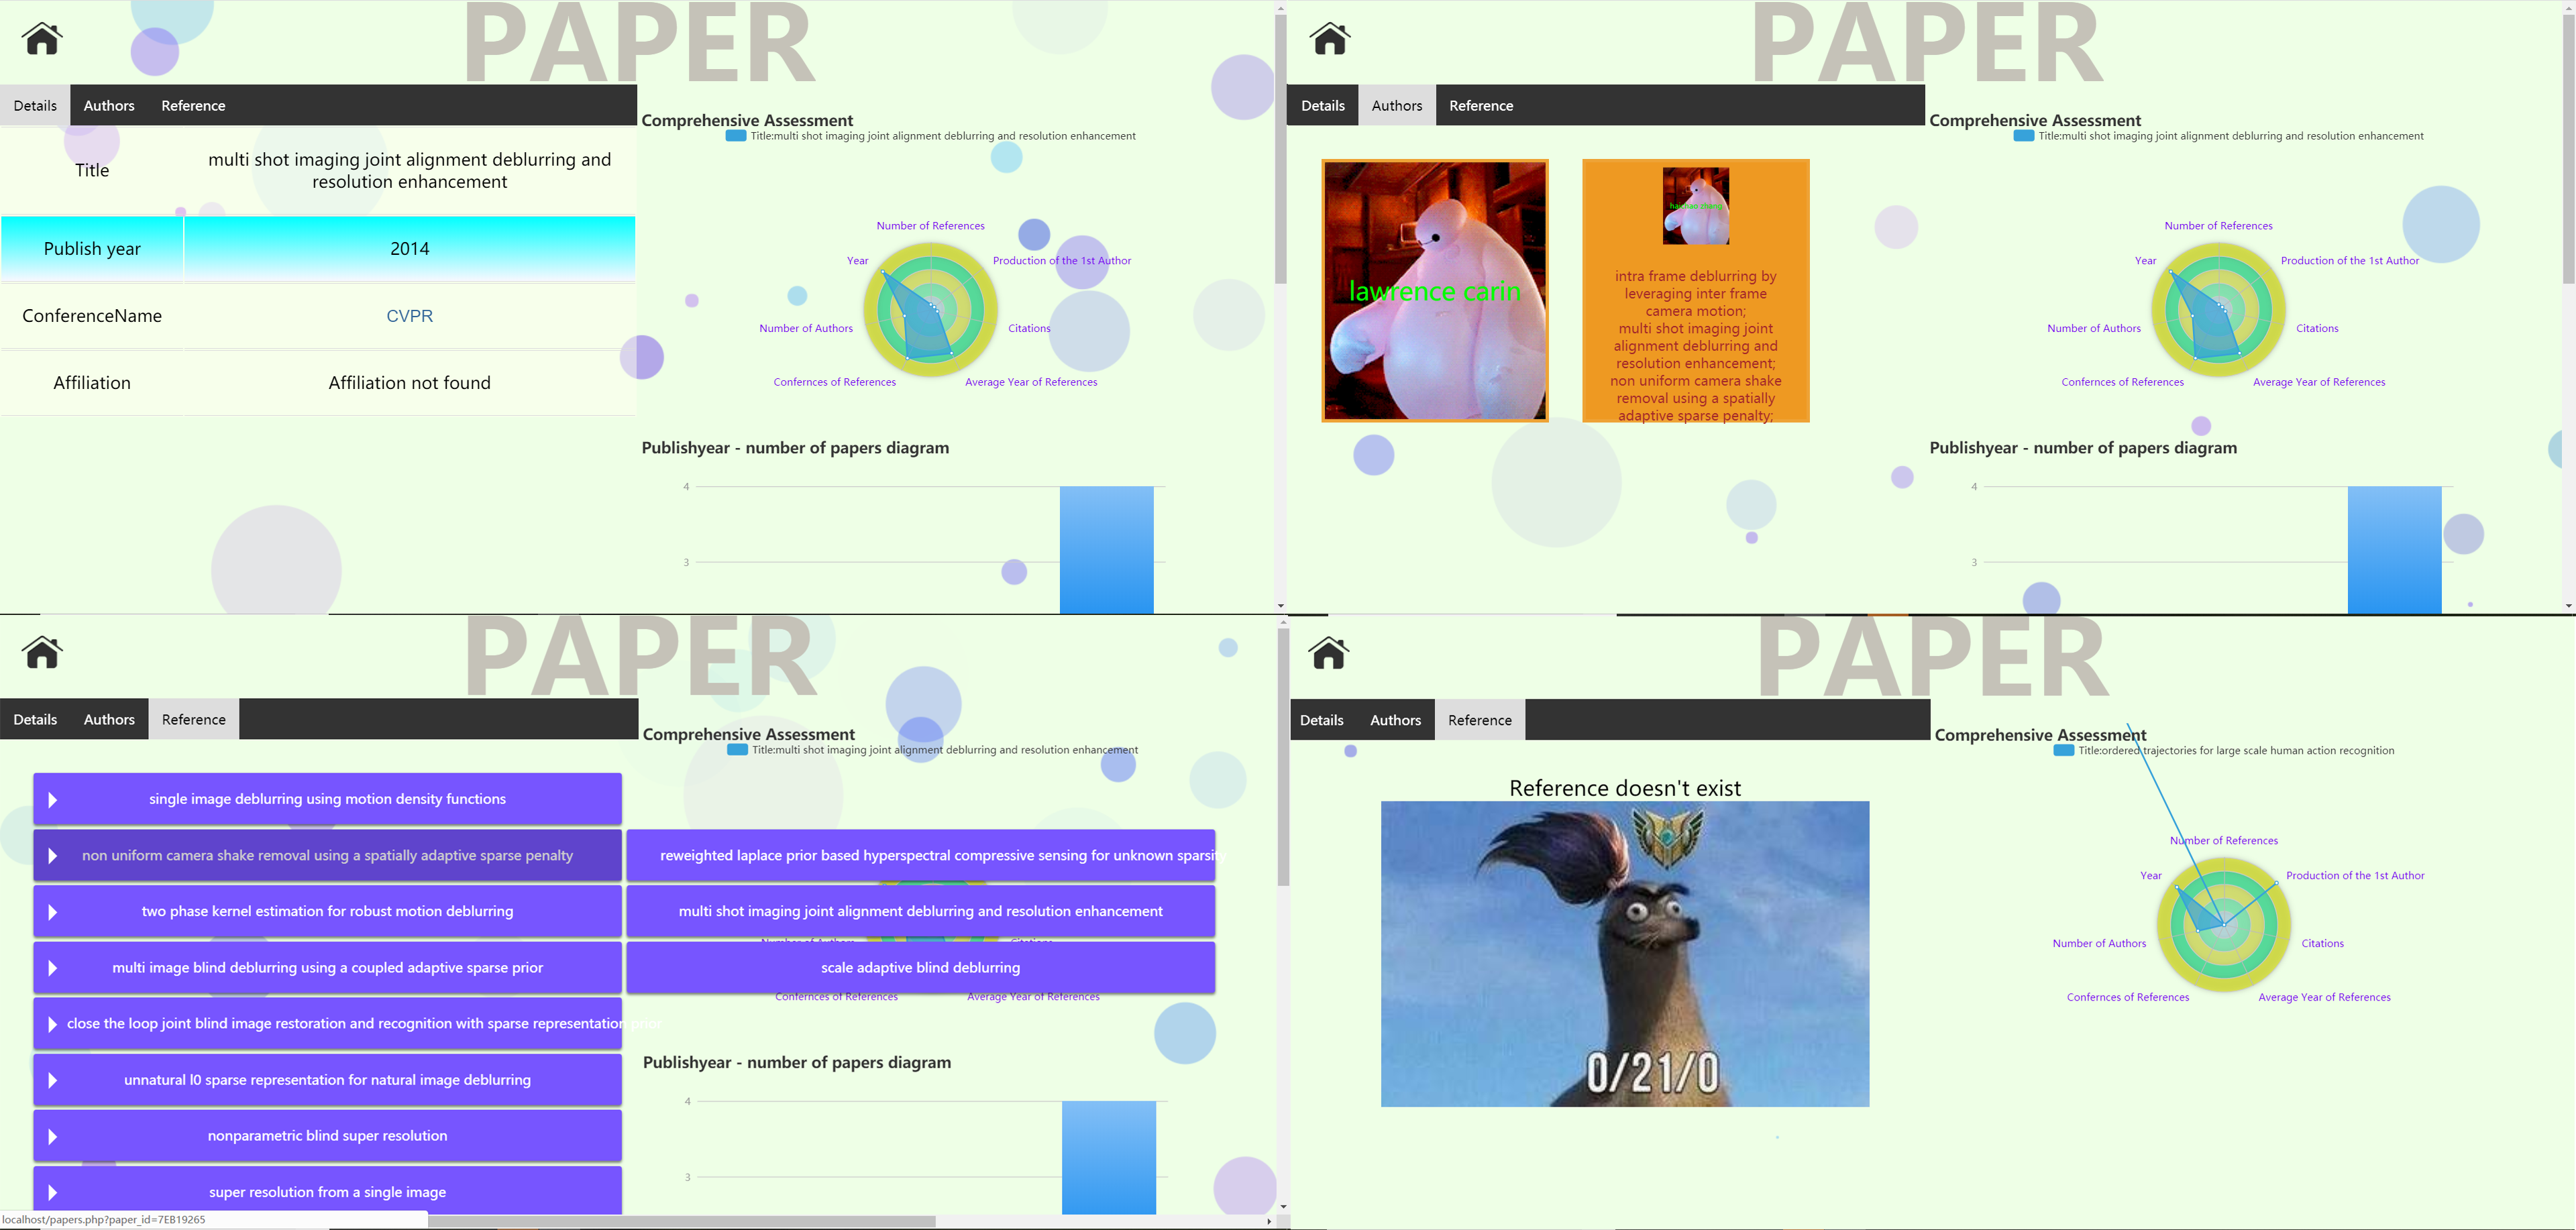 PAPER
Details Authors Reference
Title
multi shot imaging joint alignment deblurring and
resolution enhancement
Publish year 2014
ConferenceName CVPR
Affiliation Affiliation not found
Comprehensive Assessment
Title:multi shot imaging joint alignment deblurring and resolution enhancement
Number of References
Year
Production of the 1st Author
Number of Authors
Citations
Confernces of References
Average Year of References
Publishyear - number of papers diagram
4
3
PAPER
Details Authors Reference
lawrence carin
intra frame deblurring by
leveraging inter frame
camera motion;
multi shot imaging joint
alignment deblurring and
resolution enhancement;
non uniform camera shake
removal using a spatially
adaptive sparse penalty;
Comprehensive Assessment
Title:multi shot imaging joint alignment deblurring and resolution enhancement
Number of References
Year
Production of the 1st Author
Number of Authors
Citations
Confernces of References
Average Year of References
Publishyear - number of papers diagram
4
3
PAPER
Details Authors Reference
single image deblurring using motion density functions
non uniform camera shake removal using a spatially adaptive sparse penalty
two phase kernel estimation for robust motion deblurring
multi image blind deblurring using a coupled adaptive sparse prior
close the loop joint blind image restoration and recognition with sparse representation prior
unnatural l0 sparse representation for natural image deblurring
nonparametric blind super resolution
super resolution from a single image
reweighted laplace prior based hyperspectral compressive sensing for unknown sparsity
multi shot imaging joint alignment deblurring and resolution enhancement
scale adaptive blind deblurring
Comprehensive Assessment
Title:multi shot imaging joint alignment deblurring and resolution enhancement
Number of Authors
Citations
Confernces of References
Average Year of References
Publishyear - number of papers diagram
4
3
localhost/papers.php?paper_id=7EB19265
PAPER
Details Authors Reference
Reference doesn't exist
0/21/0
Comprehensive Assessment
Title:ordered trajectories for large scale human action recognition
Number of References
Year
Production of the 1st Author
Number of Authors
Citations
Confernces of References
Average Year of References